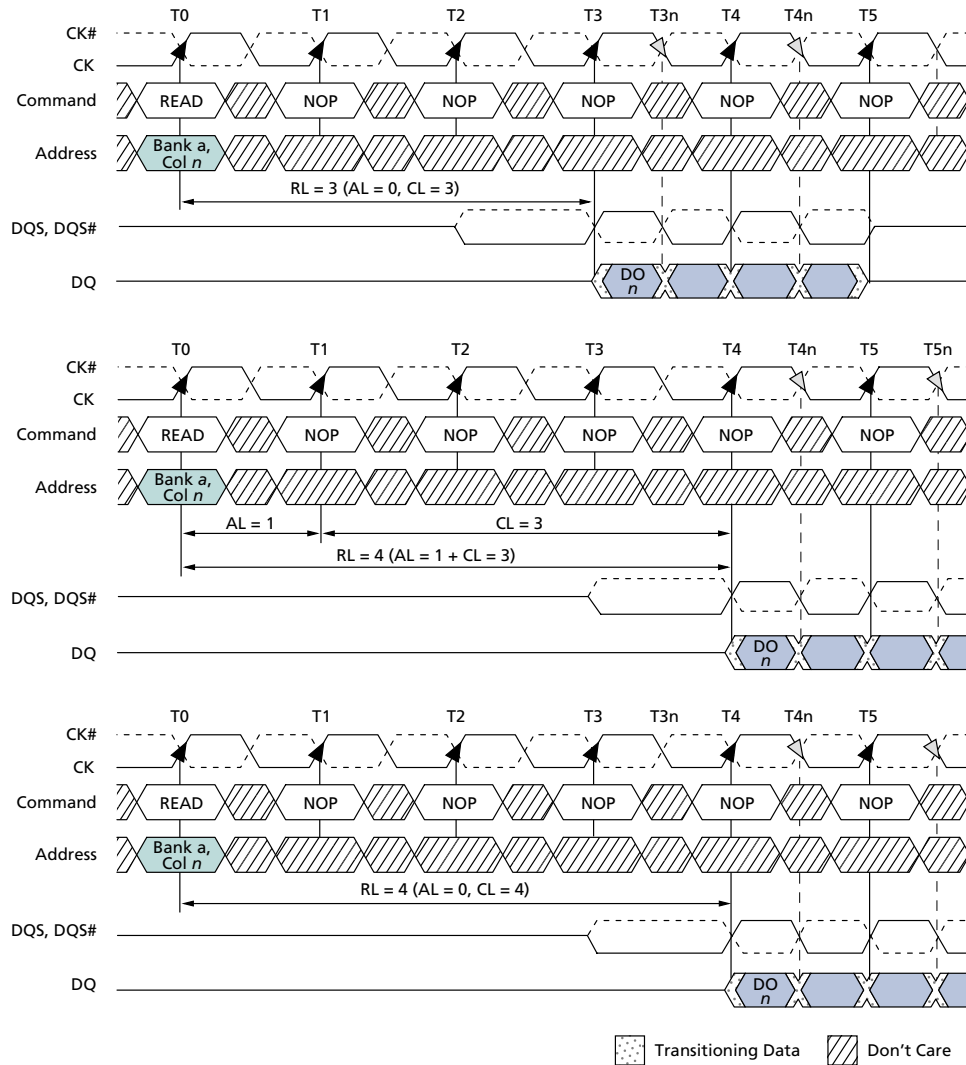 T0 T1 T2 T3 T3n T4 T4n T5
CK#
CK
Command READ NOP NOP NOP NOP NOP
Address Bank a,
Col n
RL = 3 (AL = 0, CL = 3)
DQS, DQS#
DQ DO
n
T0 T1 T2 T3 T4 T4n T5 T5n
CK#
CK
Command READ NOP NOP NOP NOP NOP
Address Bank a,
Col n
AL = 1 CL = 3
RL = 4 (AL = 1 + CL = 3)
DQS, DQS#
DQ DO
n
T0 T1 T2 T3 T3n T4 T4n T5
CK#
CK
Command READ NOP NOP NOP NOP NOP
Address Bank a,
Col n
RL = 4 (AL = 0, CL = 4)
DQS, DQS#
DQ DO
n
Transitioning Data Don't Care